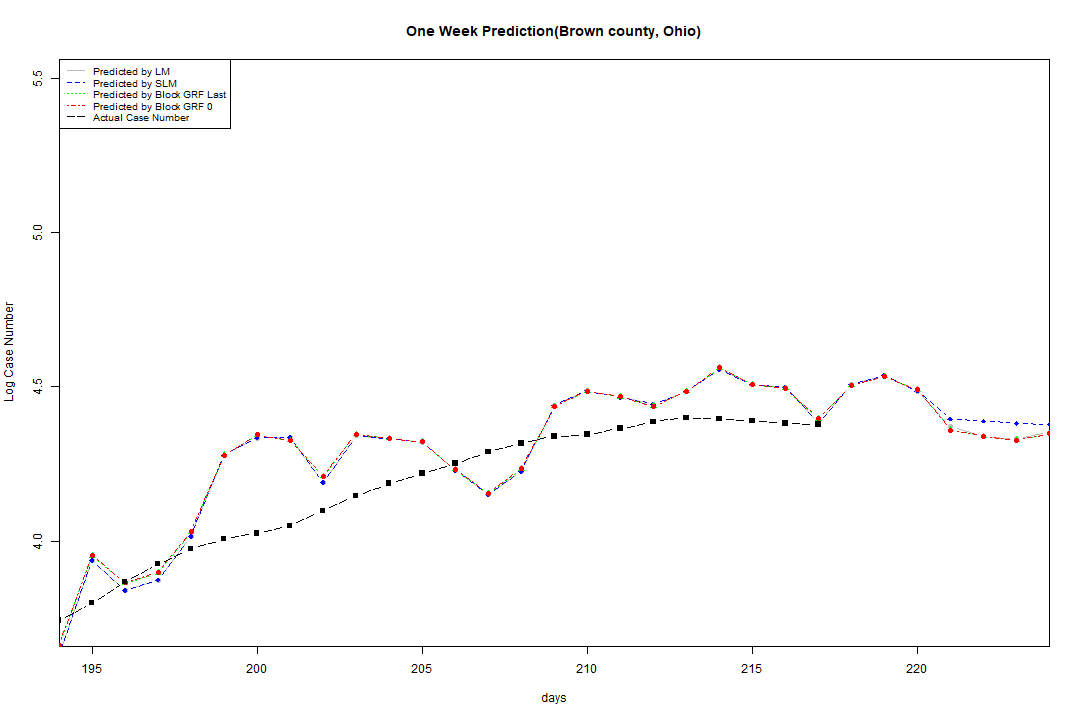 One Week Prediction(Brown county, Ohio)
Predicted by LM
Predicted by SLM
Predicted by Block GRF Last
Predicted by Block GRF 0
Actual Case Number
5.5
5.0
4.5
4.0
Log Case Number
195 200 205 210 215 220
days